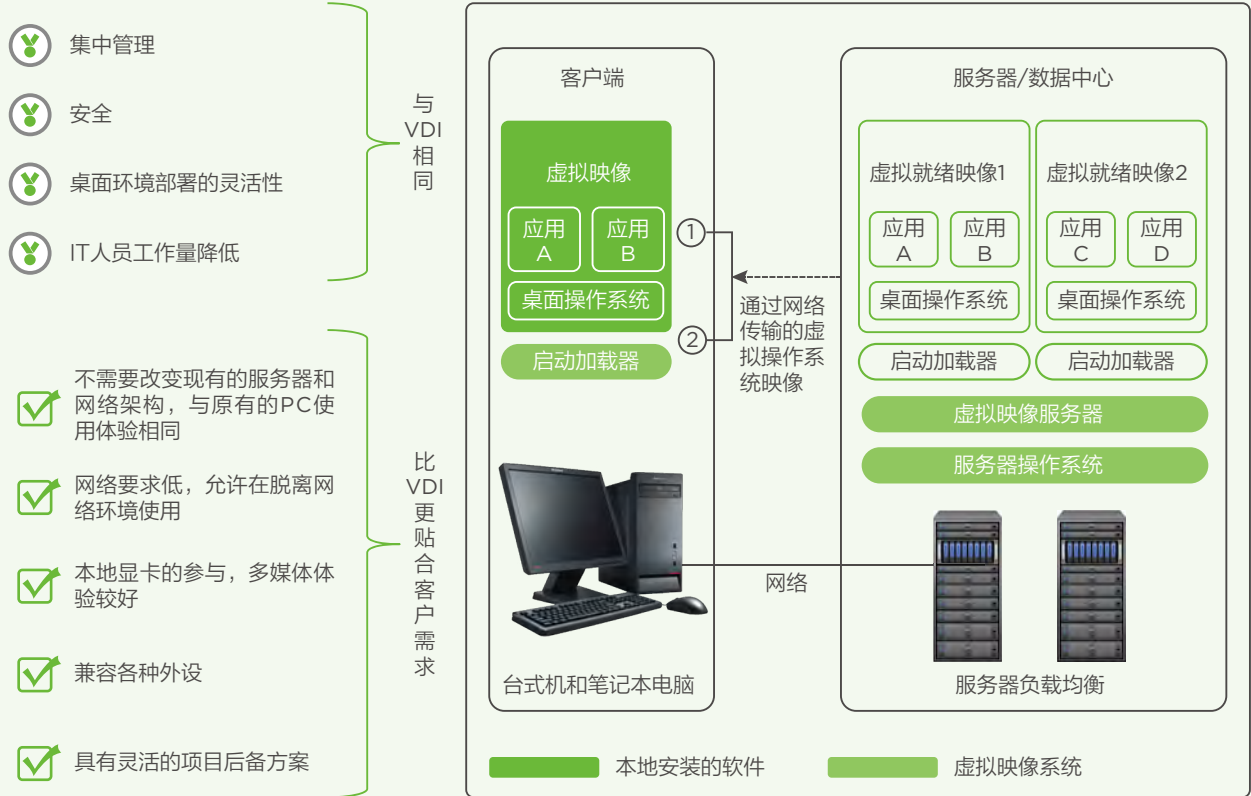 集中管理
安全
桌面环境部署的灵活性
IT人员工作量降低
与
VDI
相
同
不需要改变现有的服务器和
网络架构，与原有的PC使
用体验相同
网络要求低，允许在脱离网
络环境使用
本地显卡的参与，多媒体体
验较好
兼容各种外设
具有灵活的项目后备方案
比
VDI
更
贴
合
客
户
需
求
客户端
虚拟映像
应用
A
应用
B
桌面操作系统
启动加载器
1
2
通过网络
传输的虚
拟操作系
统映像
台式机和笔记本电脑
网络
服务器/数据中心
虚拟就绪映像1
应用
A
应用
B
桌面操作系统
启动加载器
虚拟就绪映像2
应用
C
应用
D
桌面操作系统
启动加载器
虚拟映像服务器
服务器操作系统
服务器负载均衡
本地安装的软件
虚拟映像系统